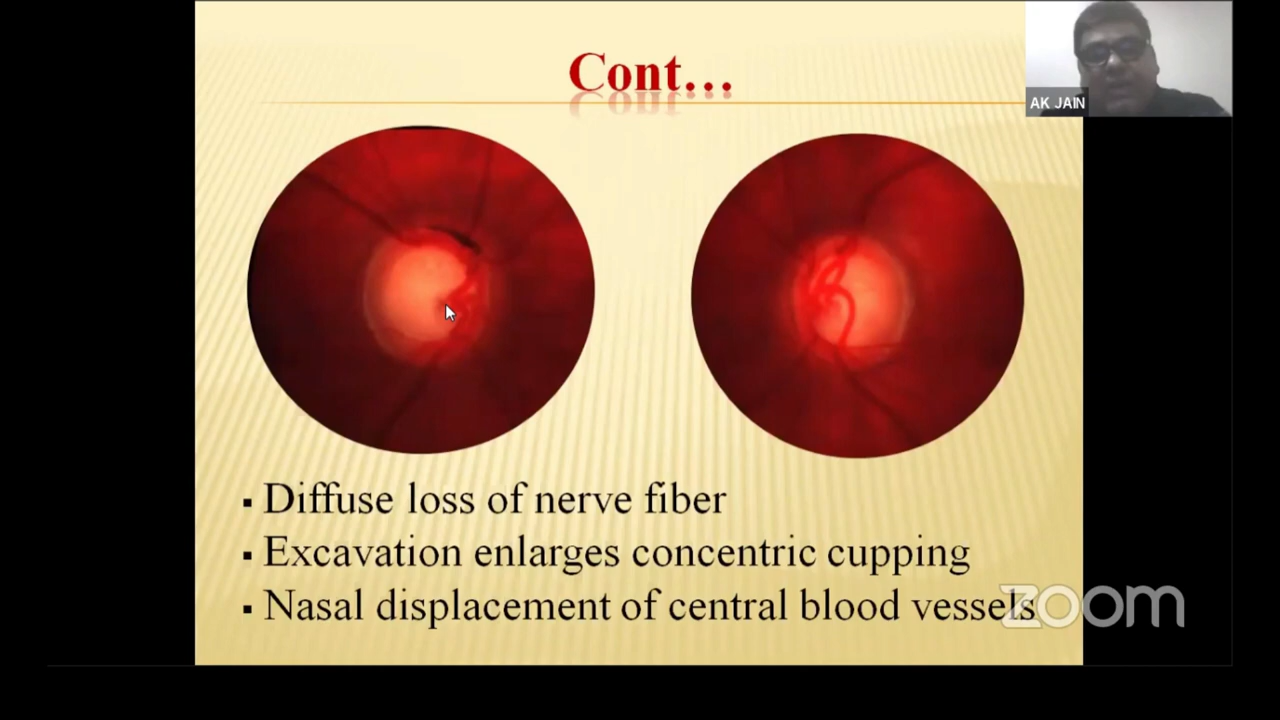 Cont...
AK JAIN
▪ Diffuse loss of nerve fiber
▪ Excavation enlarges concentric cupping
▪ Nasal displacement of central blood vessels
zoom